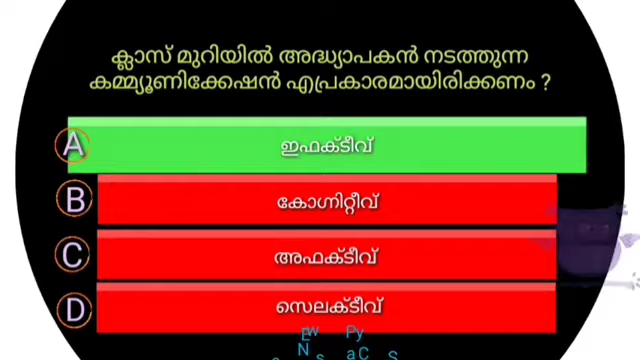 ക്ലാസ് മുറിയിൽ അദ്ധ്യാപകൻ നടത്തുന്ന
കമ്മ്യൂണിക്കേഷൻ എപ്രകാരമായിരിക്കണം ?
A ഇഫക്ടീവ്
B കോഗ്നിറ്റീവ്
C അഫക്ടീവ്
D സെലക്ടീവ്